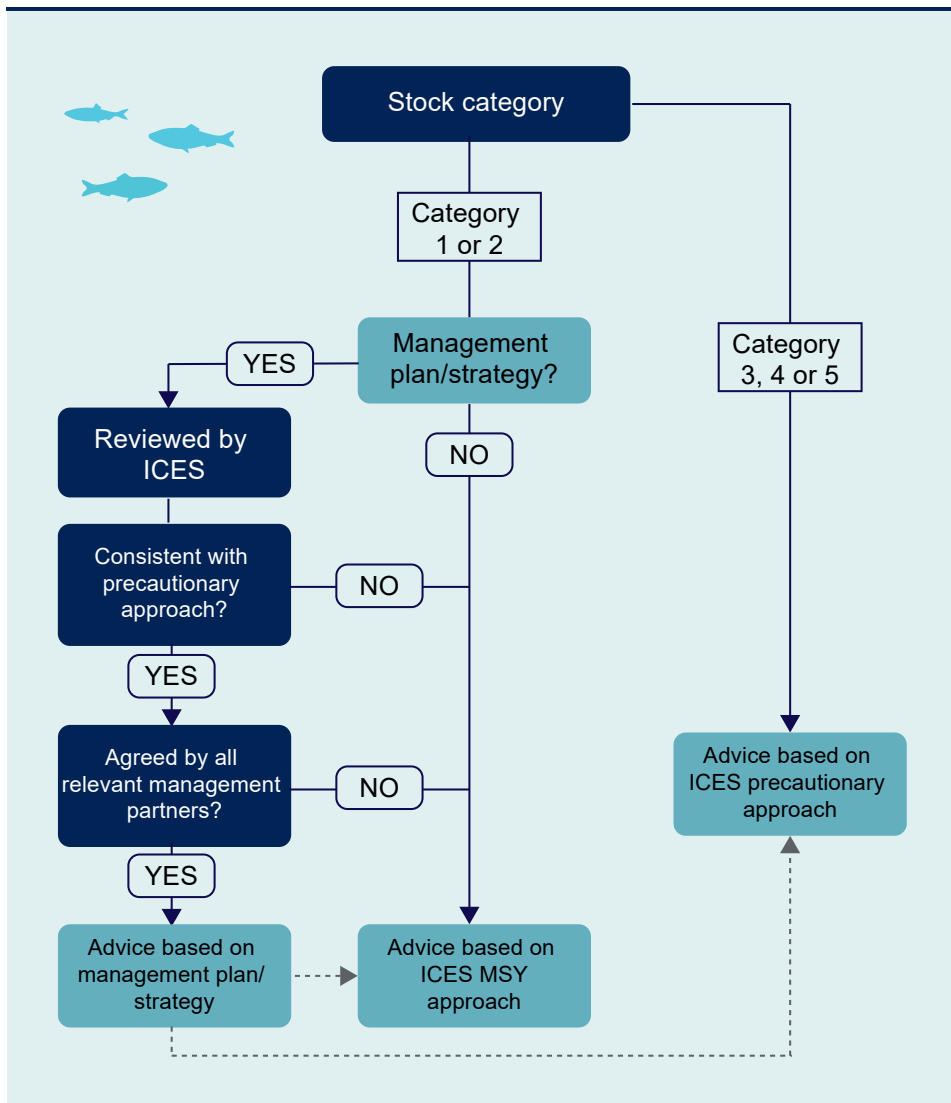 Stock category
Category
1 or 2
Category
3, 4 or 5
Management
plan/strategy?
YES
NO
Reviewed by
ICES
Consistent with
precautionary
approach?
NO
YES
Agreed by all
relevant management
partners?
NO
YES
Advice based on
ICES precautionary
approach
Advice based on
management plan/
strategy
Advice based on
ICES MSY
approach